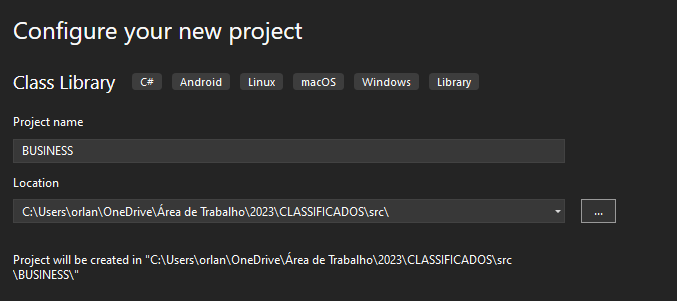 Configure your new project
Class Library C# Android Linux macOS Windows Library
Project name
BUSINESS
Location
C:\Users\orlan\OneDrive\Área de Trabalho\2023\CLASSIFICADOS\src\ ...
Project will be created in "C:\Users\orlan\OneDrive\Área de Trabalho\2023\CLASSIFICADOS\src
\BUSINESS\"